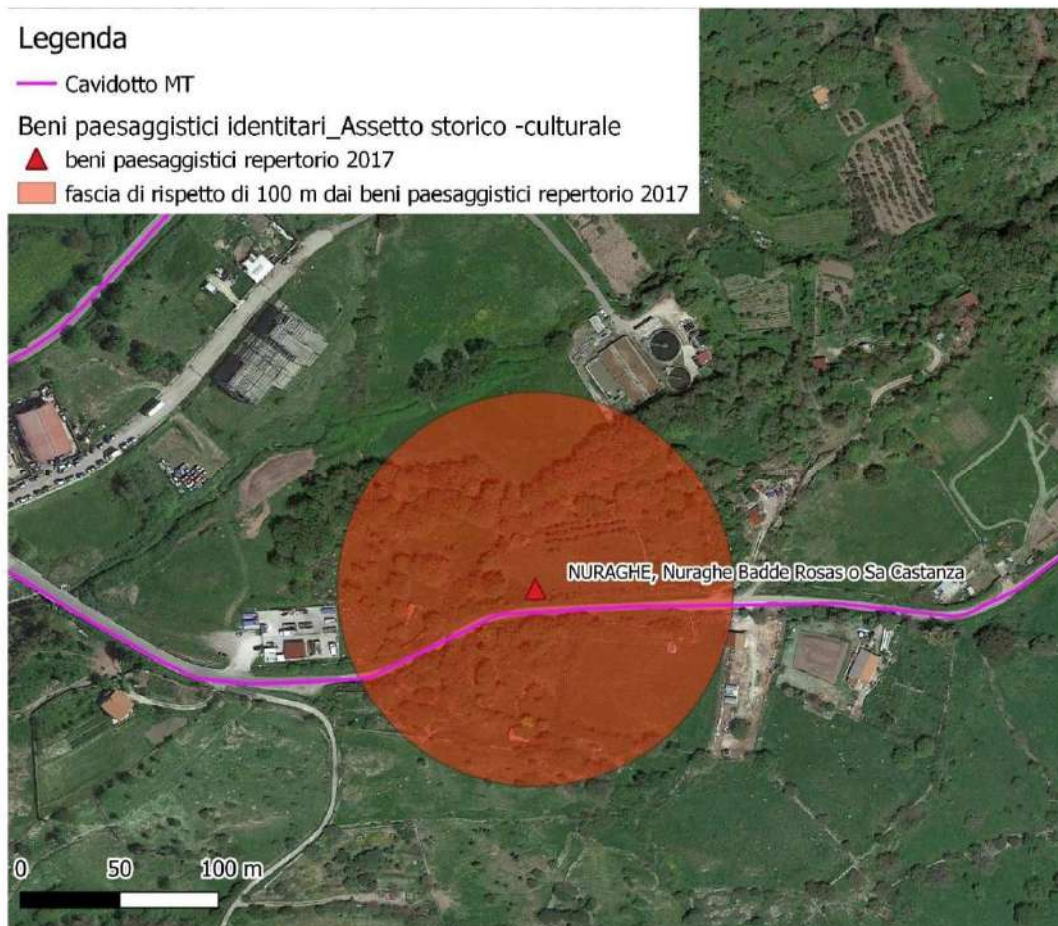 Legenda
Cavidotto MT
Beni paesaggistici identitari_Assetto storico -culturale
beni paesaggistici repertorio 2017
fascia di rispetto di 100 m dai beni paesaggistici repertorio 2017
NURAGHE, Nuraghe Badde Rosas o Sa Castanza
0 50 100 m